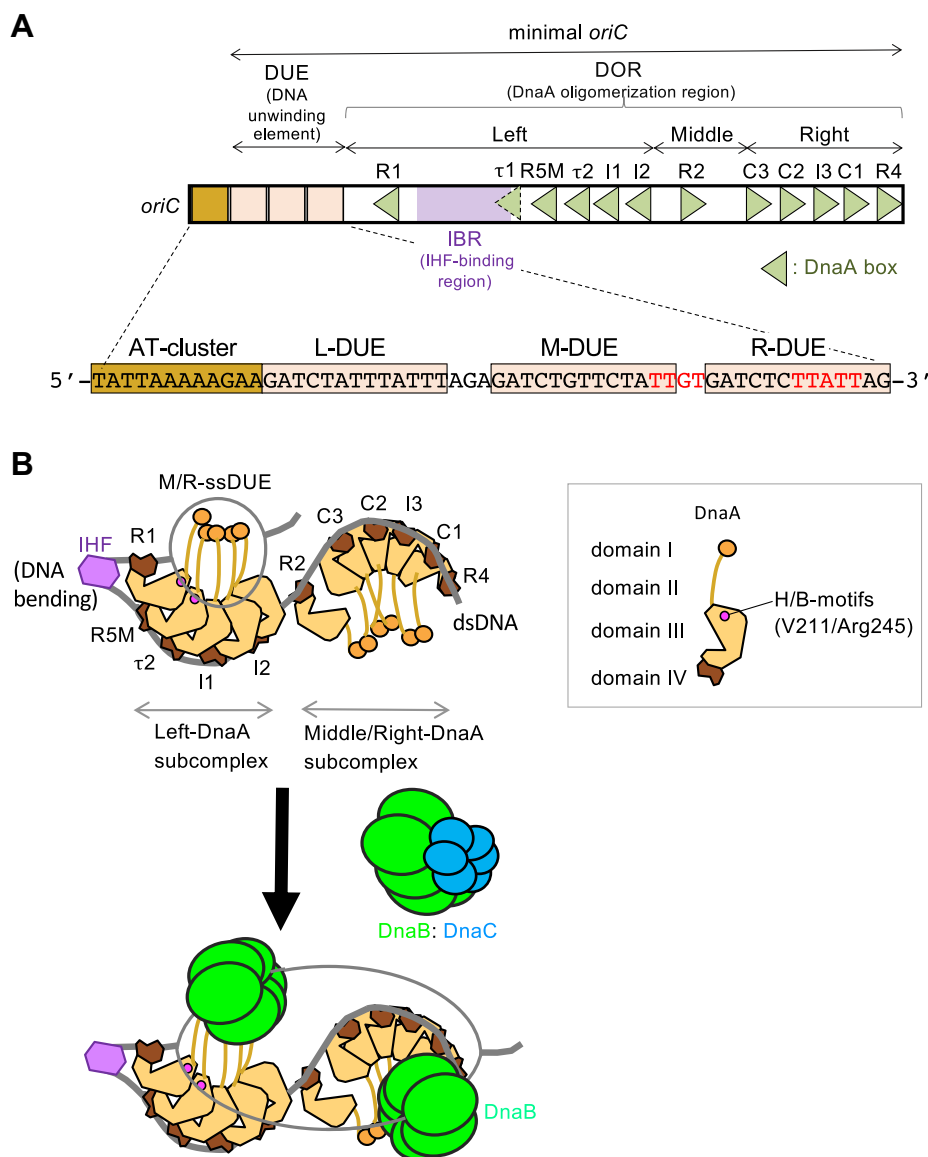 A
minimal oriC
DUE
(DNA
unwinding
element)
DOR
(DnaA oligomerization region)
Left Middle Right
R1 τ1 R5M τ2 I1 I2 R2 C3 C2 I3 C1 R4
oriC
IBR
(IHF-binding
region)
: DnaA box
AT-cluster L-DUE M-DUE R-DUE
5′–TATTAAAAAGAAGATCTATTTATTTAGAGATCTGTTCTATTGTGATCTCTTATTAG–3′
B
M/R-ssDUE
IHF
(DNA
bending)
R1
R5M
τ2
I1
I2
R2
C3
C2
I3
C1
R4
dsDNA
Left-DnaA
subcomplex
Middle/Right-DnaA
subcomplex
DnaA
domain I
domain II
domain III
domain IV
H/B-motifs
(V211/Arg245)
DnaB: DnaC
DnaB